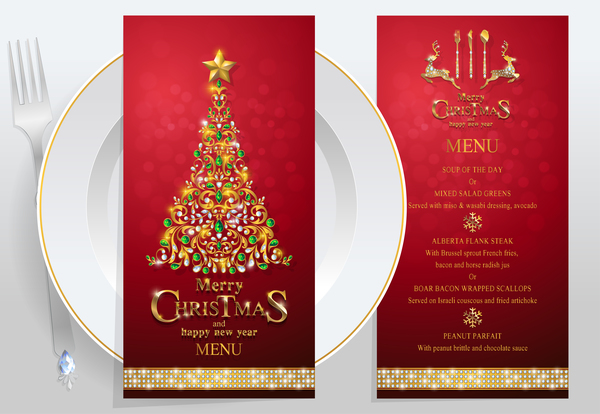 Merry
CHRISTMAS
and
happy new year
MENU
Merry
CHRISTMAS
and
happy new year
MENU
SOUP OF THE DAY
Or
MIXED SALAD GREENS
Served with miso & wasabi dressing, avocado
ALBERTA FLANK STEAK
With Brussel sprout French fries,
bacon and horse radish jus
Or
BOAR BACON WRAPPED SCALLOPS
Served on Israeli couscous and fried artichoke
PEANUT PARFAIT
With peanut brittle and chocolate sauce